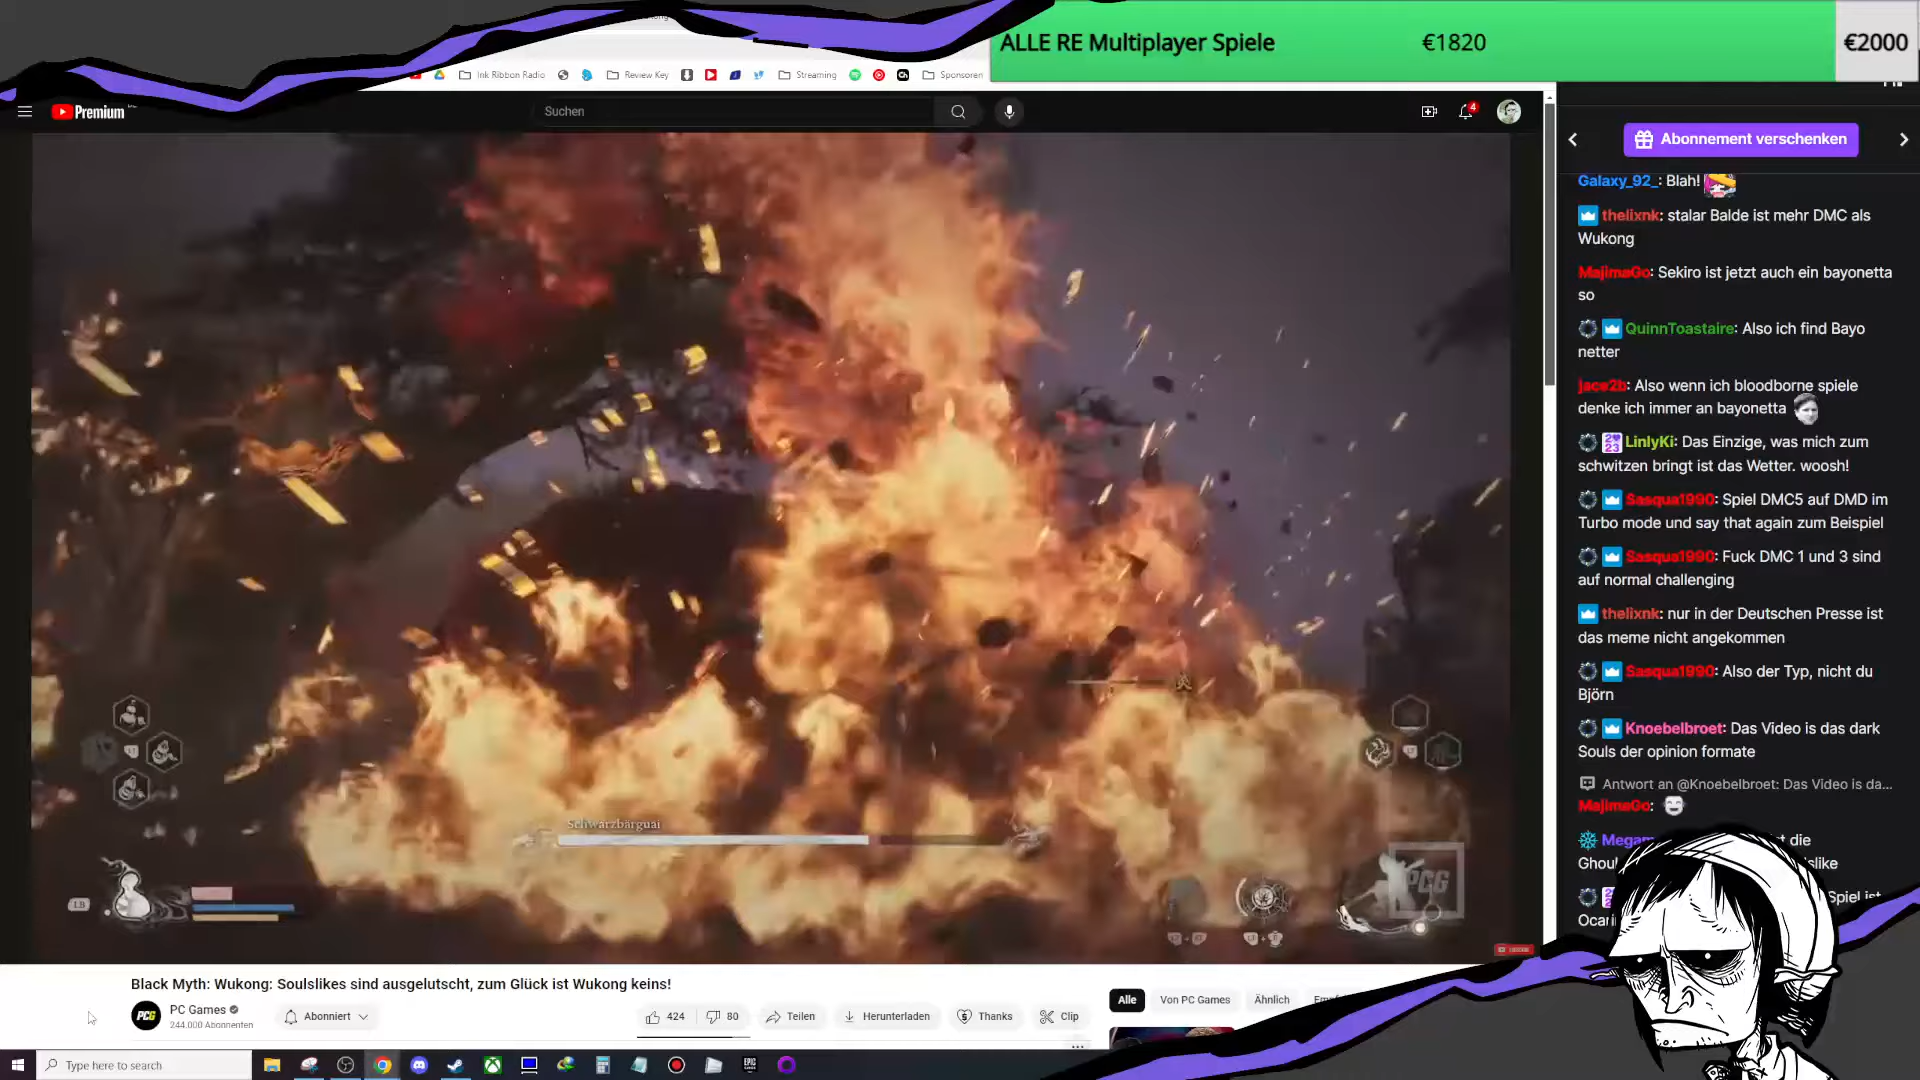 ALLE RE Multiplayer Spiele
€1820
€2000
Ink Ribbon Radio
Review Key
Streaming
Sponsoren
Premium
Suchen
4
Abonnement verschenken
Galaxy_92_: Blah!
thelixnk: stalar Balde ist mehr DMC als
Wukong
MajimaGo: Sekiro ist jetzt auch ein bayonetta
so
QuinnToastaire: Also ich find Bayo
netter
jace2b: Also wenn ich bloodborne spiele
denke ich immer an bayonetta
LinlyKi: Das Einzige, was mich zum
schwitzen bringt ist das Wetter. woosh!
Sasqua1990: Spiel DMC5 auf DMD im
Turbo mode und say that again zum Beispiel
Sasqua1990: Fuck DMC 1 und 3 sind
auf normal challenging
thelixnk: nur in der Deutschen Presse ist
das meme nicht angekommen
Sasqua1990: Also der Typ, nicht du
Björn
Knoebelbroet: Das Video is das dark
Souls der opinion formate
Antwort an @Knoebelbroet: Das Video is da...
MajimaGo:
die
Spiel ist
Schwarzbärguai
LB
PCG
Black Myth: Wukong: Soulslikes sind ausgelutscht, zum Glück ist Wukong keins!
PCG
PC Games
244.000 Abonnenten
Abonniert
424
80
Teilen
Herunterladen
Thanks
Clip
Alle
Von PC Games
Ähnlich
Type here to search